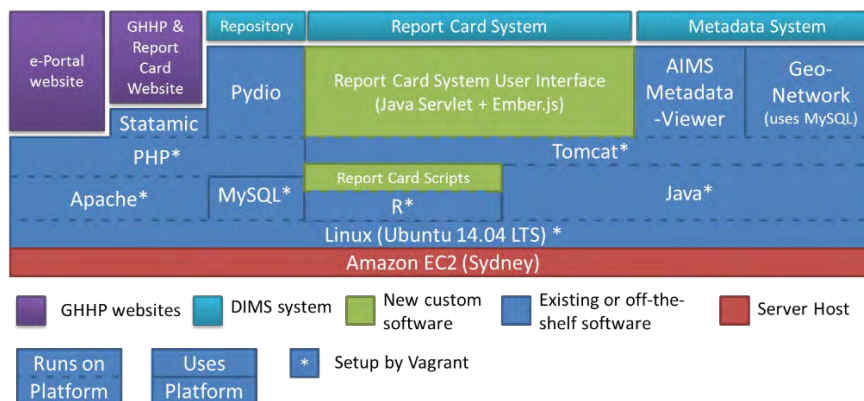 e-Portal
website
GHHP &
Report
Card
Website
Repository
Report Card System
Metadata System
Pydio
Report Card System User Interface
(Java Servlet + Ember.js)
AIMS
Metadata
-Viewer
Geo-
Network
(uses MySQL)
Statamic
PHP*
Tomcat*
Apache*
MySQL*
Report Card Scripts
R*
Java*
Linux (Ubuntu 14.04 LTS) *
Amazon EC2 (Sydney)
GHHP websites
DIMS system
New custom
software
Existing or off-the-
shelf software
Server Host
Runs on
Platform
Uses
Platform
* Setup by Vagrant